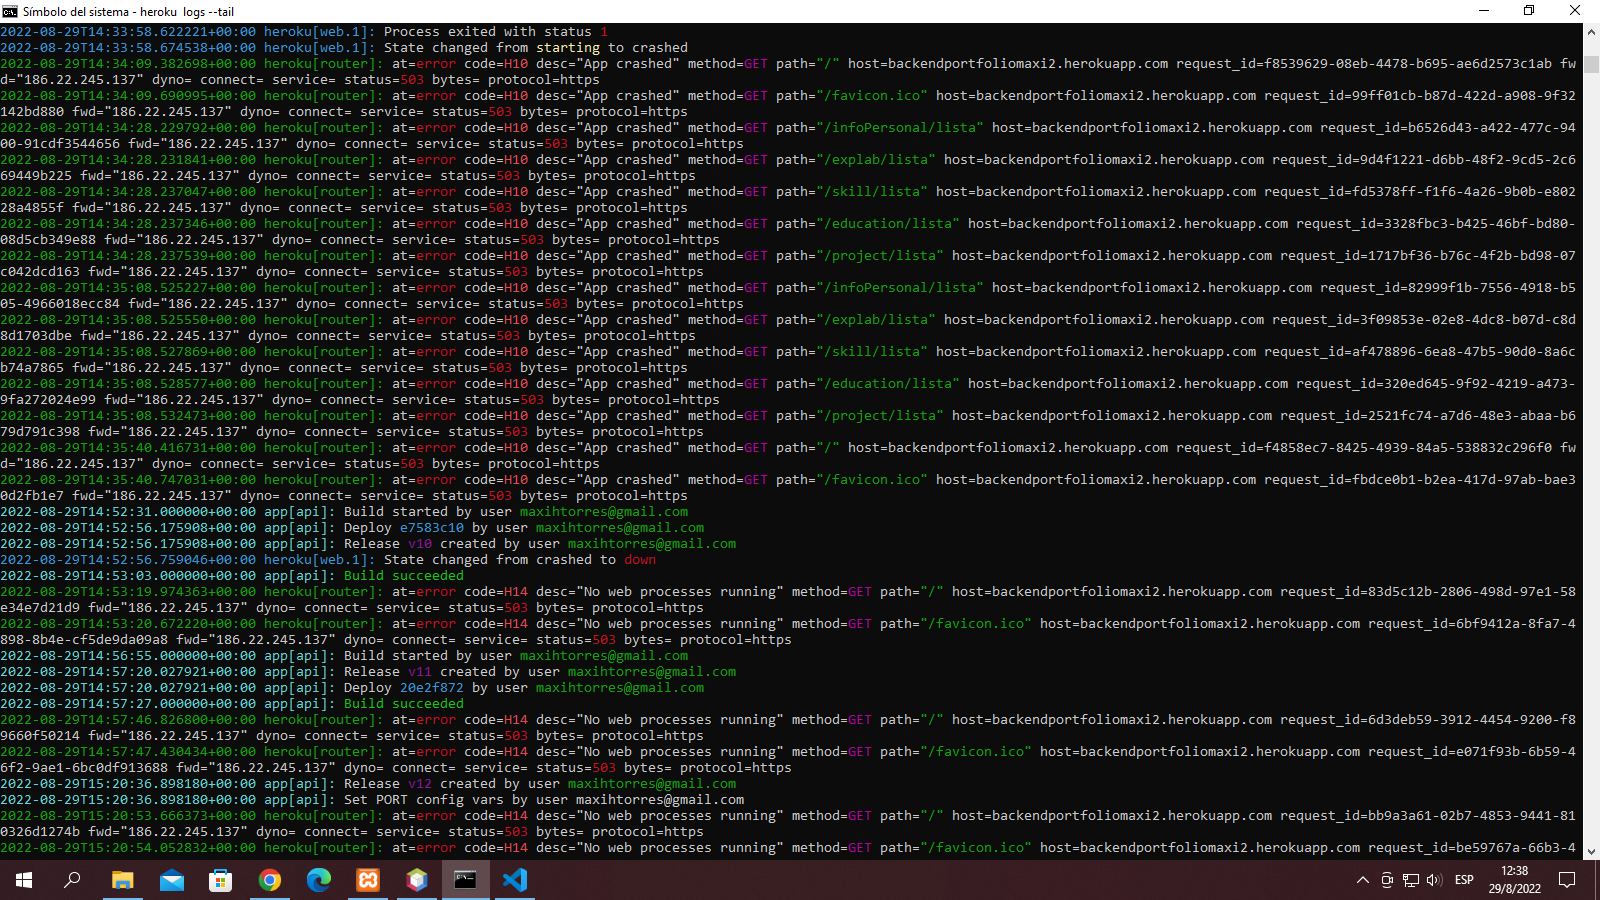 Símbolo del sistema - heroku  logs --tail
2022-08-29T14:33:58.622221+00:00 heroku[web.1]: Process exited with status 1
2022-08-29T14:33:58.674538+00:00 heroku[web.1]: State changed from starting to crashed
2022-08-29T14:34:09.382698+00:00 heroku[router]: at=error code=H10 desc="App crashed" method=GET path="/" host=backendportfoliomaxi2.herokuapp.com request_id=f8539629-08eb-4478-b695-ae6d2573c1ab fw
d="186.22.245.137" dyno= connect= service= status=503 bytes= protocol=https
2022-08-29T14:34:09.690995+00:00 heroku[router]: at=error code=H10 desc="App crashed" method=GET path="/favicon.ico" host=backendportfoliomaxi2.herokuapp.com request_id=99ff01cb-b87d-422d-a908-9f32
142bd880 fwd="186.22.245.137" dyno= connect= service= status=503 bytes= protocol=https
2022-08-29T14:34:28.229792+00:00 heroku[router]: at=error code=H10 desc="App crashed" method=GET path="/infoPersonal/lista" host=backendportfoliomaxi2.herokuapp.com request_id=b6526d43-a422-477c-94
00-91cdf3544656 fwd="186.22.245.137" dyno= connect= service= status=503 bytes= protocol=https
2022-08-29T14:34:28.231841+00:00 heroku[router]: at=error code=H10 desc="App crashed" method=GET path="/explab/lista" host=backendportfoliomaxi2.herokuapp.com request_id=9d4f1221-d6bb-48f2-9cd5-2c6
69449b225 fwd="186.22.245.137" dyno= connect= service= status=503 bytes= protocol=https
2022-08-29T14:34:28.237047+00:00 heroku[router]: at=error code=H10 desc="App crashed" method=GET path="/skill/lista" host=backendportfoliomaxi2.herokuapp.com request_id=fd5378ff-f1f6-4a26-9b0b-e802
28a4855f fwd="186.22.245.137" dyno= connect= service= status=503 bytes= protocol=https
2022-08-29T14:34:28.237346+00:00 heroku[router]: at=error code=H10 desc="App crashed" method=GET path="/education/lista" host=backendportfoliomaxi2.herokuapp.com request_id=3328fbc3-b425-46bf-bd80-
08d5cb349e88 fwd="186.22.245.137" dyno= connect= service= status=503 bytes= protocol=https
2022-08-29T14:34:28.237539+00:00 heroku[router]: at=error code=H10 desc="App crashed" method=GET path="/project/lista" host=backendportfoliomaxi2.herokuapp.com request_id=1717bf36-b76c-4f2b-bd98-07
c042dcd163 fwd="186.22.245.137" dyno= connect= service= status=503 bytes= protocol=https
2022-08-29T14:35:08.525227+00:00 heroku[router]: at=error code=H10 desc="App crashed" method=GET path="/infoPersonal/lista" host=backendportfoliomaxi2.herokuapp.com request_id=82999f1b-7556-4918-b5
05-4966018ecc84 fwd="186.22.245.137" dyno= connect= service= status=503 bytes= protocol=https
2022-08-29T14:35:08.525550+00:00 heroku[router]: at=error code=H10 desc="App crashed" method=GET path="/explab/lista" host=backendportfoliomaxi2.herokuapp.com request_id=3f09853e-02e8-4dc8-b07d-c8d
8d1703dbe fwd="186.22.245.137" dyno= connect= service= status=503 bytes= protocol=https
2022-08-29T14:35:08.527869+00:00 heroku[router]: at=error code=H10 desc="App crashed" method=GET path="/skill/lista" host=backendportfoliomaxi2.herokuapp.com request_id=af478896-6ea8-47b5-90d0-8a6c
b74a7865 fwd="186.22.245.137" dyno= connect= service= status=503 bytes= protocol=https
2022-08-29T14:35:08.528577+00:00 heroku[router]: at=error code=H10 desc="App crashed" method=GET path="/education/lista" host=backendportfoliomaxi2.herokuapp.com request_id=320ed645-9f92-4219-a473-
9fa272024e99 fwd="186.22.245.137" dyno= connect= service= status=503 bytes= protocol=https
2022-08-29T14:35:08.532473+00:00 heroku[router]: at=error code=H10 desc="App crashed" method=GET path="/project/lista" host=backendportfoliomaxi2.herokuapp.com request_id=2521fc74-a7d6-48e3-abaa-b6
79d791c398 fwd="186.22.245.137" dyno= connect= service= status=503 bytes= protocol=https
2022-08-29T14:35:40.416731+00:00 heroku[router]: at=error code=H10 desc="App crashed" method=GET path="/" host=backendportfoliomaxi2.herokuapp.com request_id=f4858ec7-8425-4939-84a5-538832c296f0 fw
d="186.22.245.137" dyno= connect= service= status=503 bytes= protocol=https
2022-08-29T14:35:40.747031+00:00 heroku[router]: at=error code=H10 desc="App crashed" method=GET path="/favicon.ico" host=backendportfoliomaxi2.herokuapp.com request_id=fbdce0b1-b2ea-417d-97ab-bae3
0d2fb1e7 fwd="186.22.245.137" dyno= connect= service= status=503 bytes= protocol=https
2022-08-29T14:52:31.000000+00:00 app[api]: Build started by user maxihtorres@gmail.com
2022-08-29T14:52:56.175908+00:00 app[api]: Deploy e7583c10 by user maxihtorres@gmail.com
2022-08-29T14:52:56.175908+00:00 app[api]: Release v10 created by user maxihtorres@gmail.com
2022-08-29T14:52:56.759046+00:00 heroku[web.1]: State changed from crashed to down
2022-08-29T14:53:03.000000+00:00 app[api]: Build succeeded
2022-08-29T14:53:19.974363+00:00 heroku[router]: at=error code=H14 desc="No web processes running" method=GET path="/" host=backendportfoliomaxi2.herokuapp.com request_id=83d5c12b-2806-498d-97e1-58
e34e7d21d9 fwd="186.22.245.137" dyno= connect= service= status=503 bytes= protocol=https
2022-08-29T14:53:20.672220+00:00 heroku[router]: at=error code=H14 desc="No web processes running" method=GET path="/favicon.ico" host=backendportfoliomaxi2.herokuapp.com request_id=6bf9412a-8fa7-4
898-8b4e-cf5de9da09a8 fwd="186.22.245.137" dyno= connect= service= status=503 bytes= protocol=https
2022-08-29T14:56:55.000000+00:00 app[api]: Build started by user maxihtorres@gmail.com
2022-08-29T14:57:20.027921+00:00 app[api]: Release v11 created by user maxihtorres@gmail.com
2022-08-29T14:57:20.027921+00:00 app[api]: Deploy 20e2f872 by user maxihtorres@gmail.com
2022-08-29T14:57:27.000000+00:00 app[api]: Build succeeded
2022-08-29T14:57:46.826800+00:00 heroku[router]: at=error code=H14 desc="No web processes running" method=GET path="/" host=backendportfoliomaxi2.herokuapp.com request_id=6d3deb59-3912-4454-9200-f8
9660f50214 fwd="186.22.245.137" dyno= connect= service= status=503 bytes= protocol=https
2022-08-29T14:57:47.430434+00:00 heroku[router]: at=error code=H14 desc="No web processes running" method=GET path="/favicon.ico" host=backendportfoliomaxi2.herokuapp.com request_id=e071f93b-6b59-4
6f2-9ae1-6bc0df913688 fwd="186.22.245.137" dyno= connect= service= status=503 bytes= protocol=https
2022-08-29T15:20:36.898180+00:00 app[api]: Release v12 created by user maxihtorres@gmail.com
2022-08-29T15:20:36.898180+00:00 app[api]: Set PORT config vars by user maxihtorres@gmail.com
2022-08-29T15:20:53.666373+00:00 heroku[router]: at=error code=H14 desc="No web processes running" method=GET path="/" host=backendportfoliomaxi2.herokuapp.com request_id=bb9a3a61-02b7-4853-9441-81
0326d1274b fwd="186.22.245.137" dyno= connect= service= status=503 bytes= protocol=https
2022-08-29T15:20:54.052832+00:00 heroku[router]: at=error code=H14 desc="No web processes running" method=GET path="/favicon.ico" host=backendportfoliomaxi2.herokuapp.com request_id=be59767a-66b3-4
ESP
12:38
29/8/2022